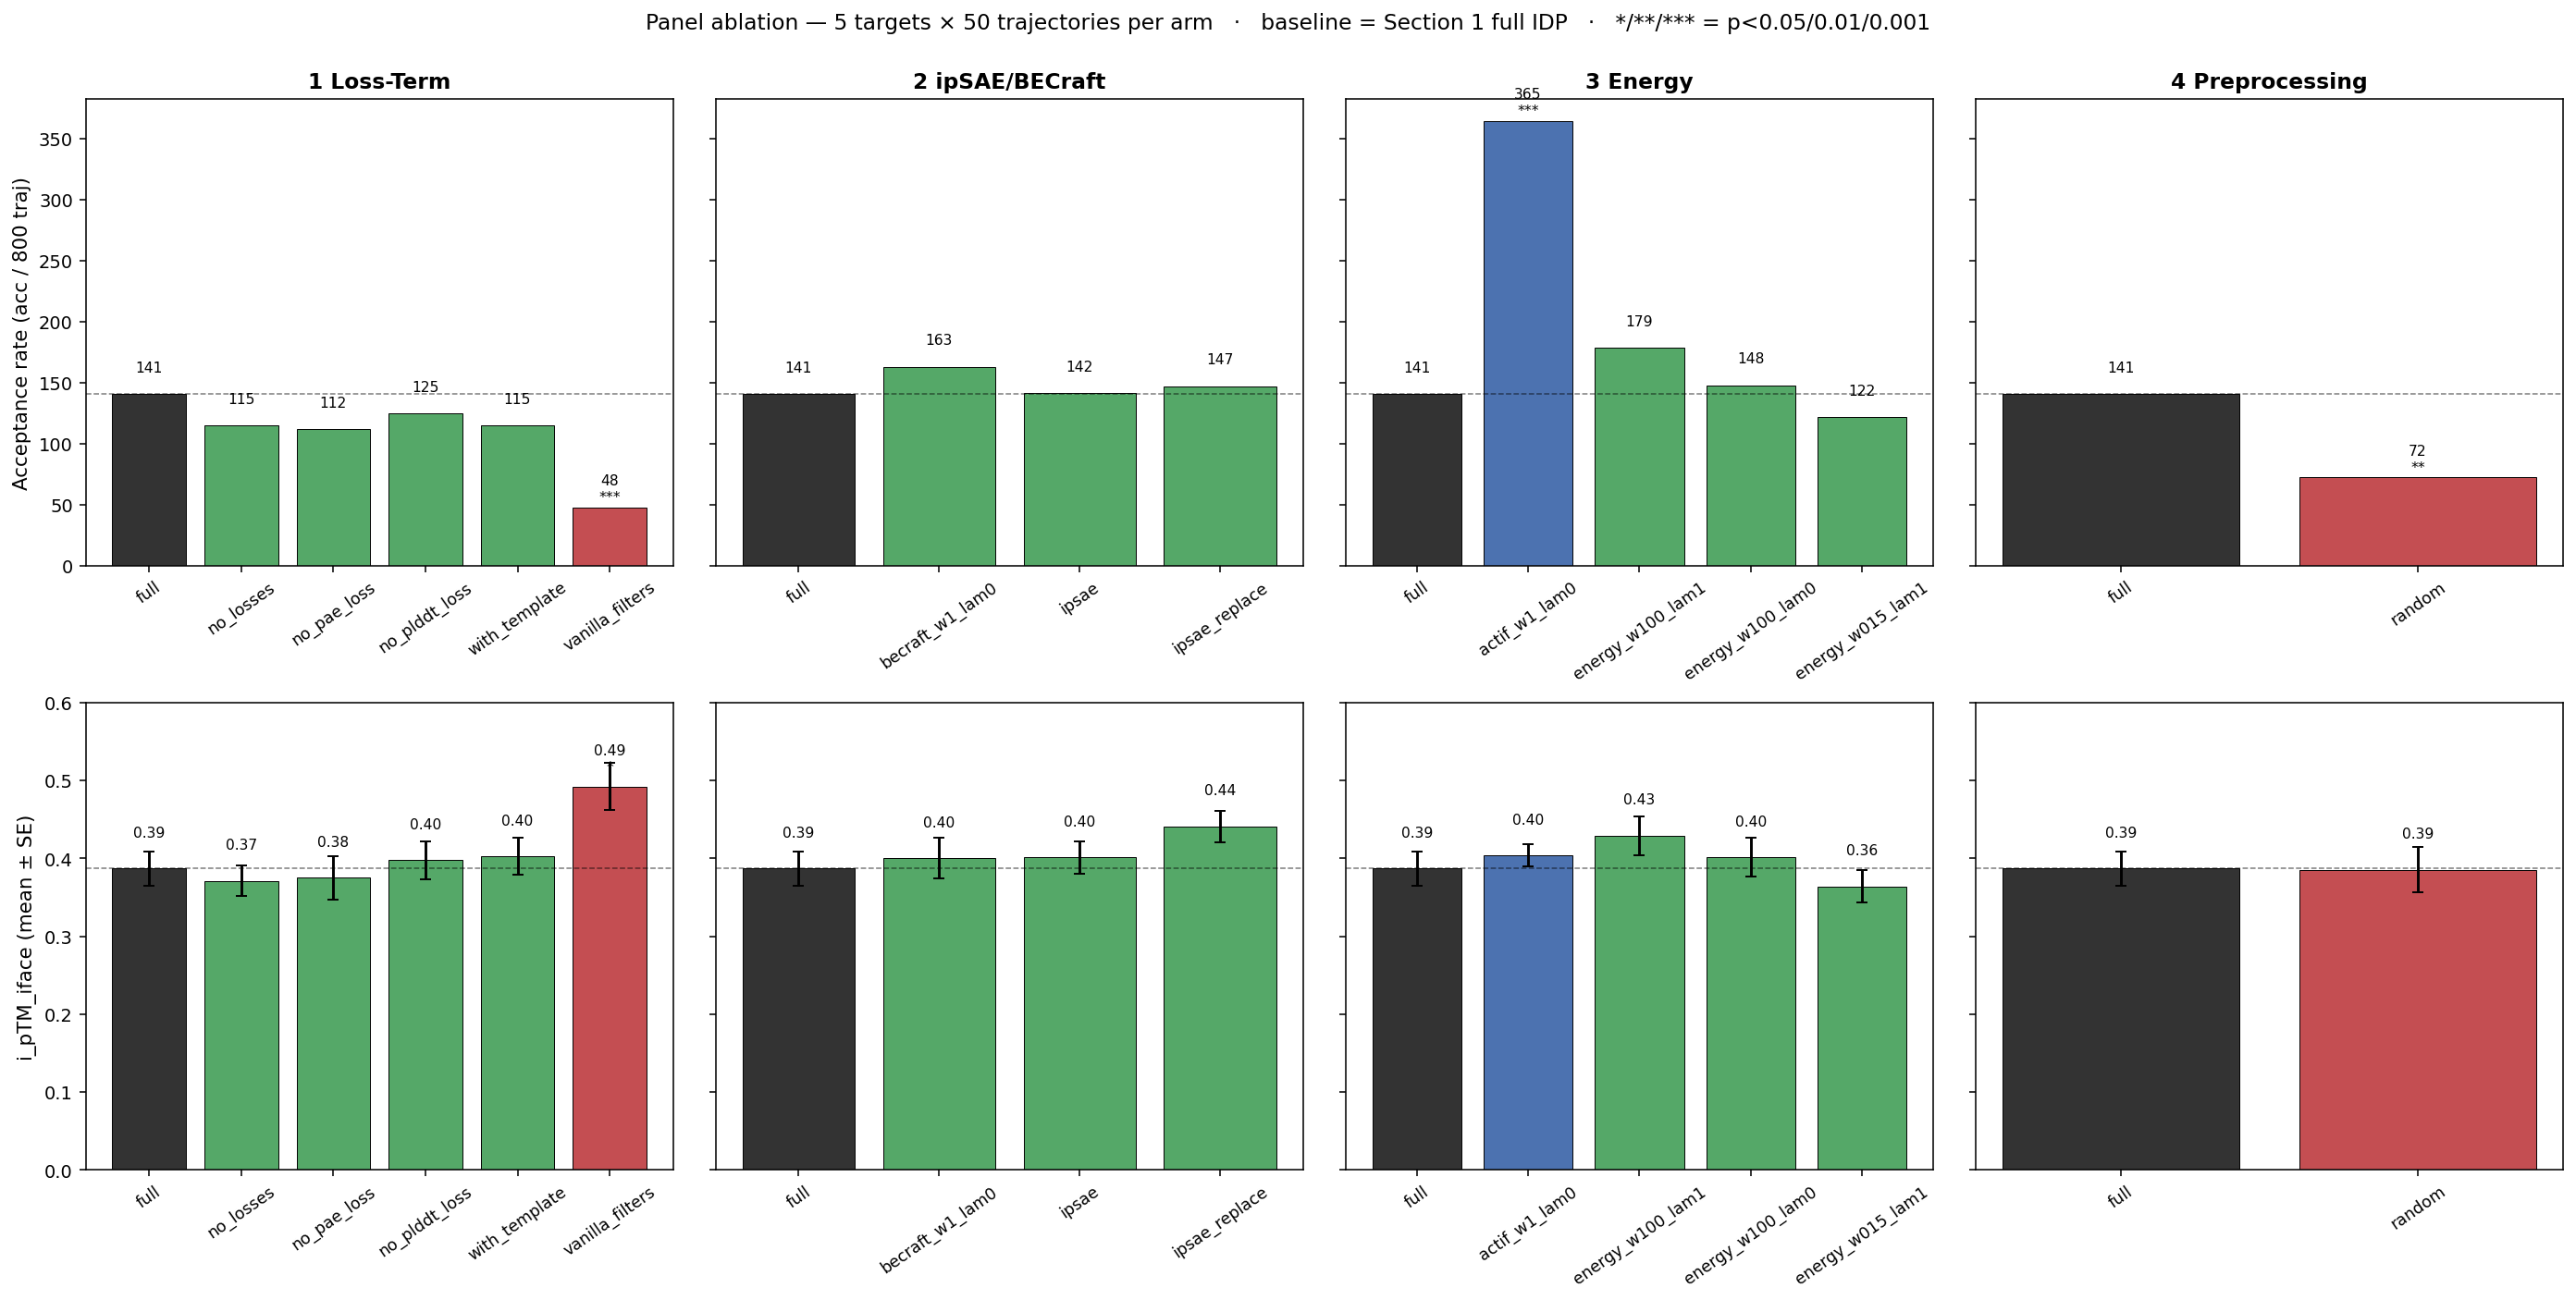 Panel ablation — 5 targets × 50 trajectories per arm · baseline = Section 1 full IDP · */**/*** = p<0.05/0.01/0.001
1 Loss-Term
Acceptance rate (acc / 800 traj)
350
300
250
200
150
100
50
0
141
115
112
125
115
48
***
full
no_losses
no_pae_loss
no_plddt_loss
with_template
vanilla_filters
2 ipSAE/BECraft
141
163
142
147
full
becraft_w1_lam0
ipsae
ipsae_replace
3 Energy
141
365
***
179
148
122
full
actif_w1_lam0
energy_w100_lam1
energy_w100_lam0
energy_w015_lam1
4 Preprocessing
141
72
**
full
random
i_pTM_iface (mean ± SE)
0.6
0.5
0.4
0.3
0.2
0.1
0.0
0.39
0.37
0.38
0.40
0.40
0.49
*
full
no_losses
no_pae_loss
no_plddt_loss
with_template
vanilla_filters
0.39
0.40
0.40
0.44
full
becraft_w1_lam0
ipsae
ipsae_replace
0.39
0.40
0.43
0.40
0.36
full
actif_w1_lam0
energy_w100_lam1
energy_w100_lam0
energy_w015_lam1
0.39
0.39
full
random